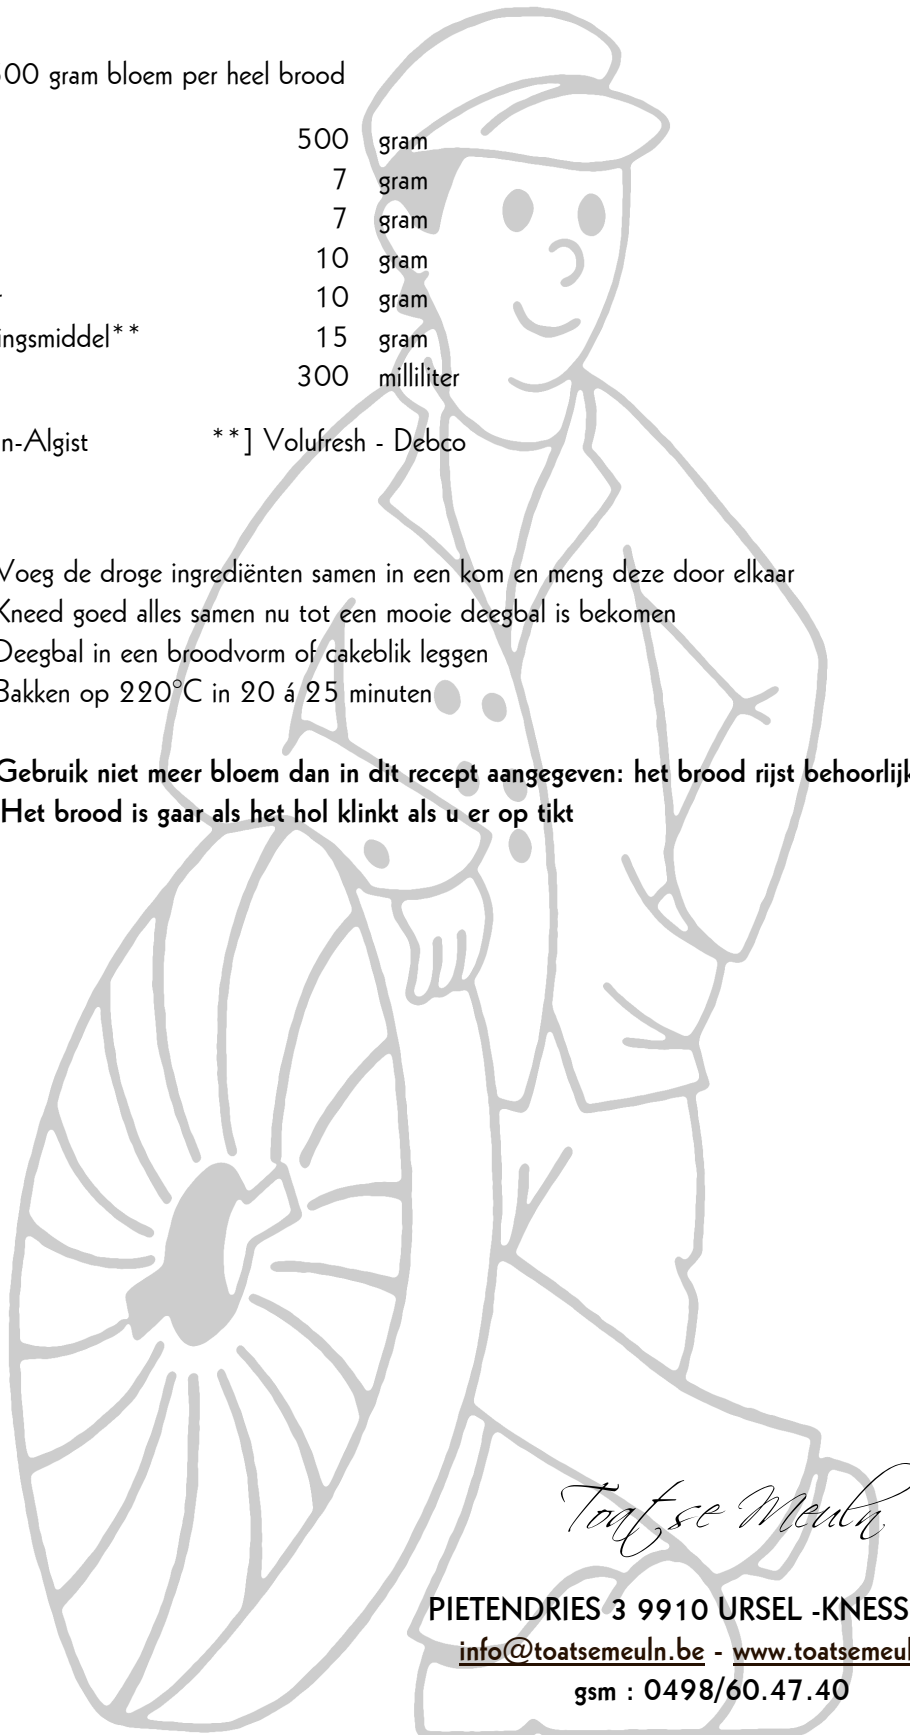 00 gram bloem per heel brood
500 gram
7 gram
7 gram
10 gram
10 gram
ingsmiddel** 15 gram
300 milliliter
n-Algist **] Volufresh - Debco
Voeg de droge ingrediënten samen in een kom en meng deze door elkaar
Kneed goed alles samen nu tot een mooie deegbal is bekomen
Deegbal in een broodvorm of cakeblik leggen
Bakken op 220°C in 20 á 25 minuten
Gebruik niet meer bloem dan in dit recept aangegeven: het brood rijst behoorlijk
Het brood is gaar als het hol klinkt als u er op tikt
Toatse Meuln
PIETENDRIES 3 9910 URSEL -KNESS
info@toatsemeuln.be - www.toatsemeul
gsm : 0498/60.47.40